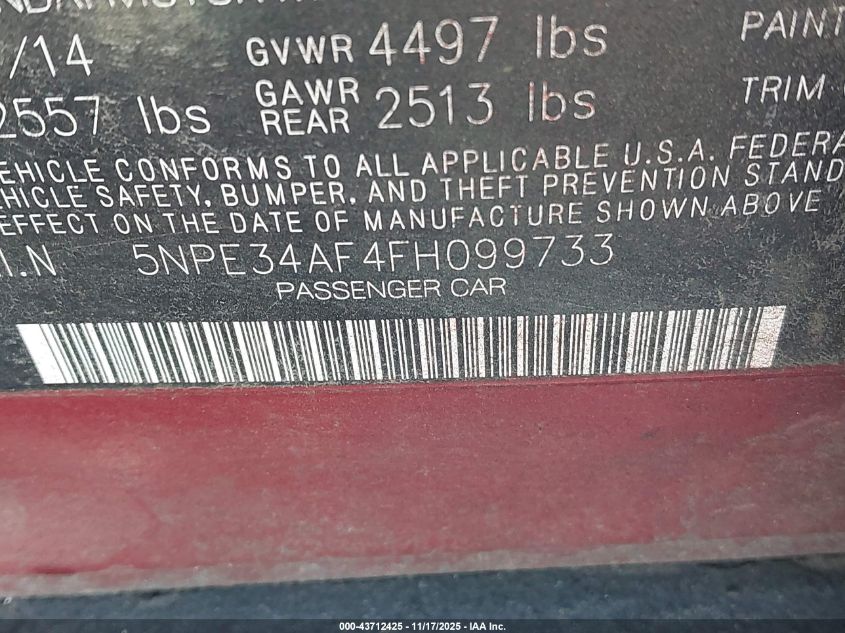 /14 GVWR 4497 lbs PAINT
2557 lbs GAWR REAR 2513 lbs TRIM
EHICLE CONFORMS TO ALL APPLICABLE U.S.A. FEDERA
HICLE SAFETY, BUMPER, AND THEFT PREVENTION STAND
EFFECT ON THE DATE OF MANUFACTURE SHOWN ABOVE
I.N 5NPE34AF4FH099733
PASSENGER CAR
000-43712425 - 11/17/2025 - IAA Inc.